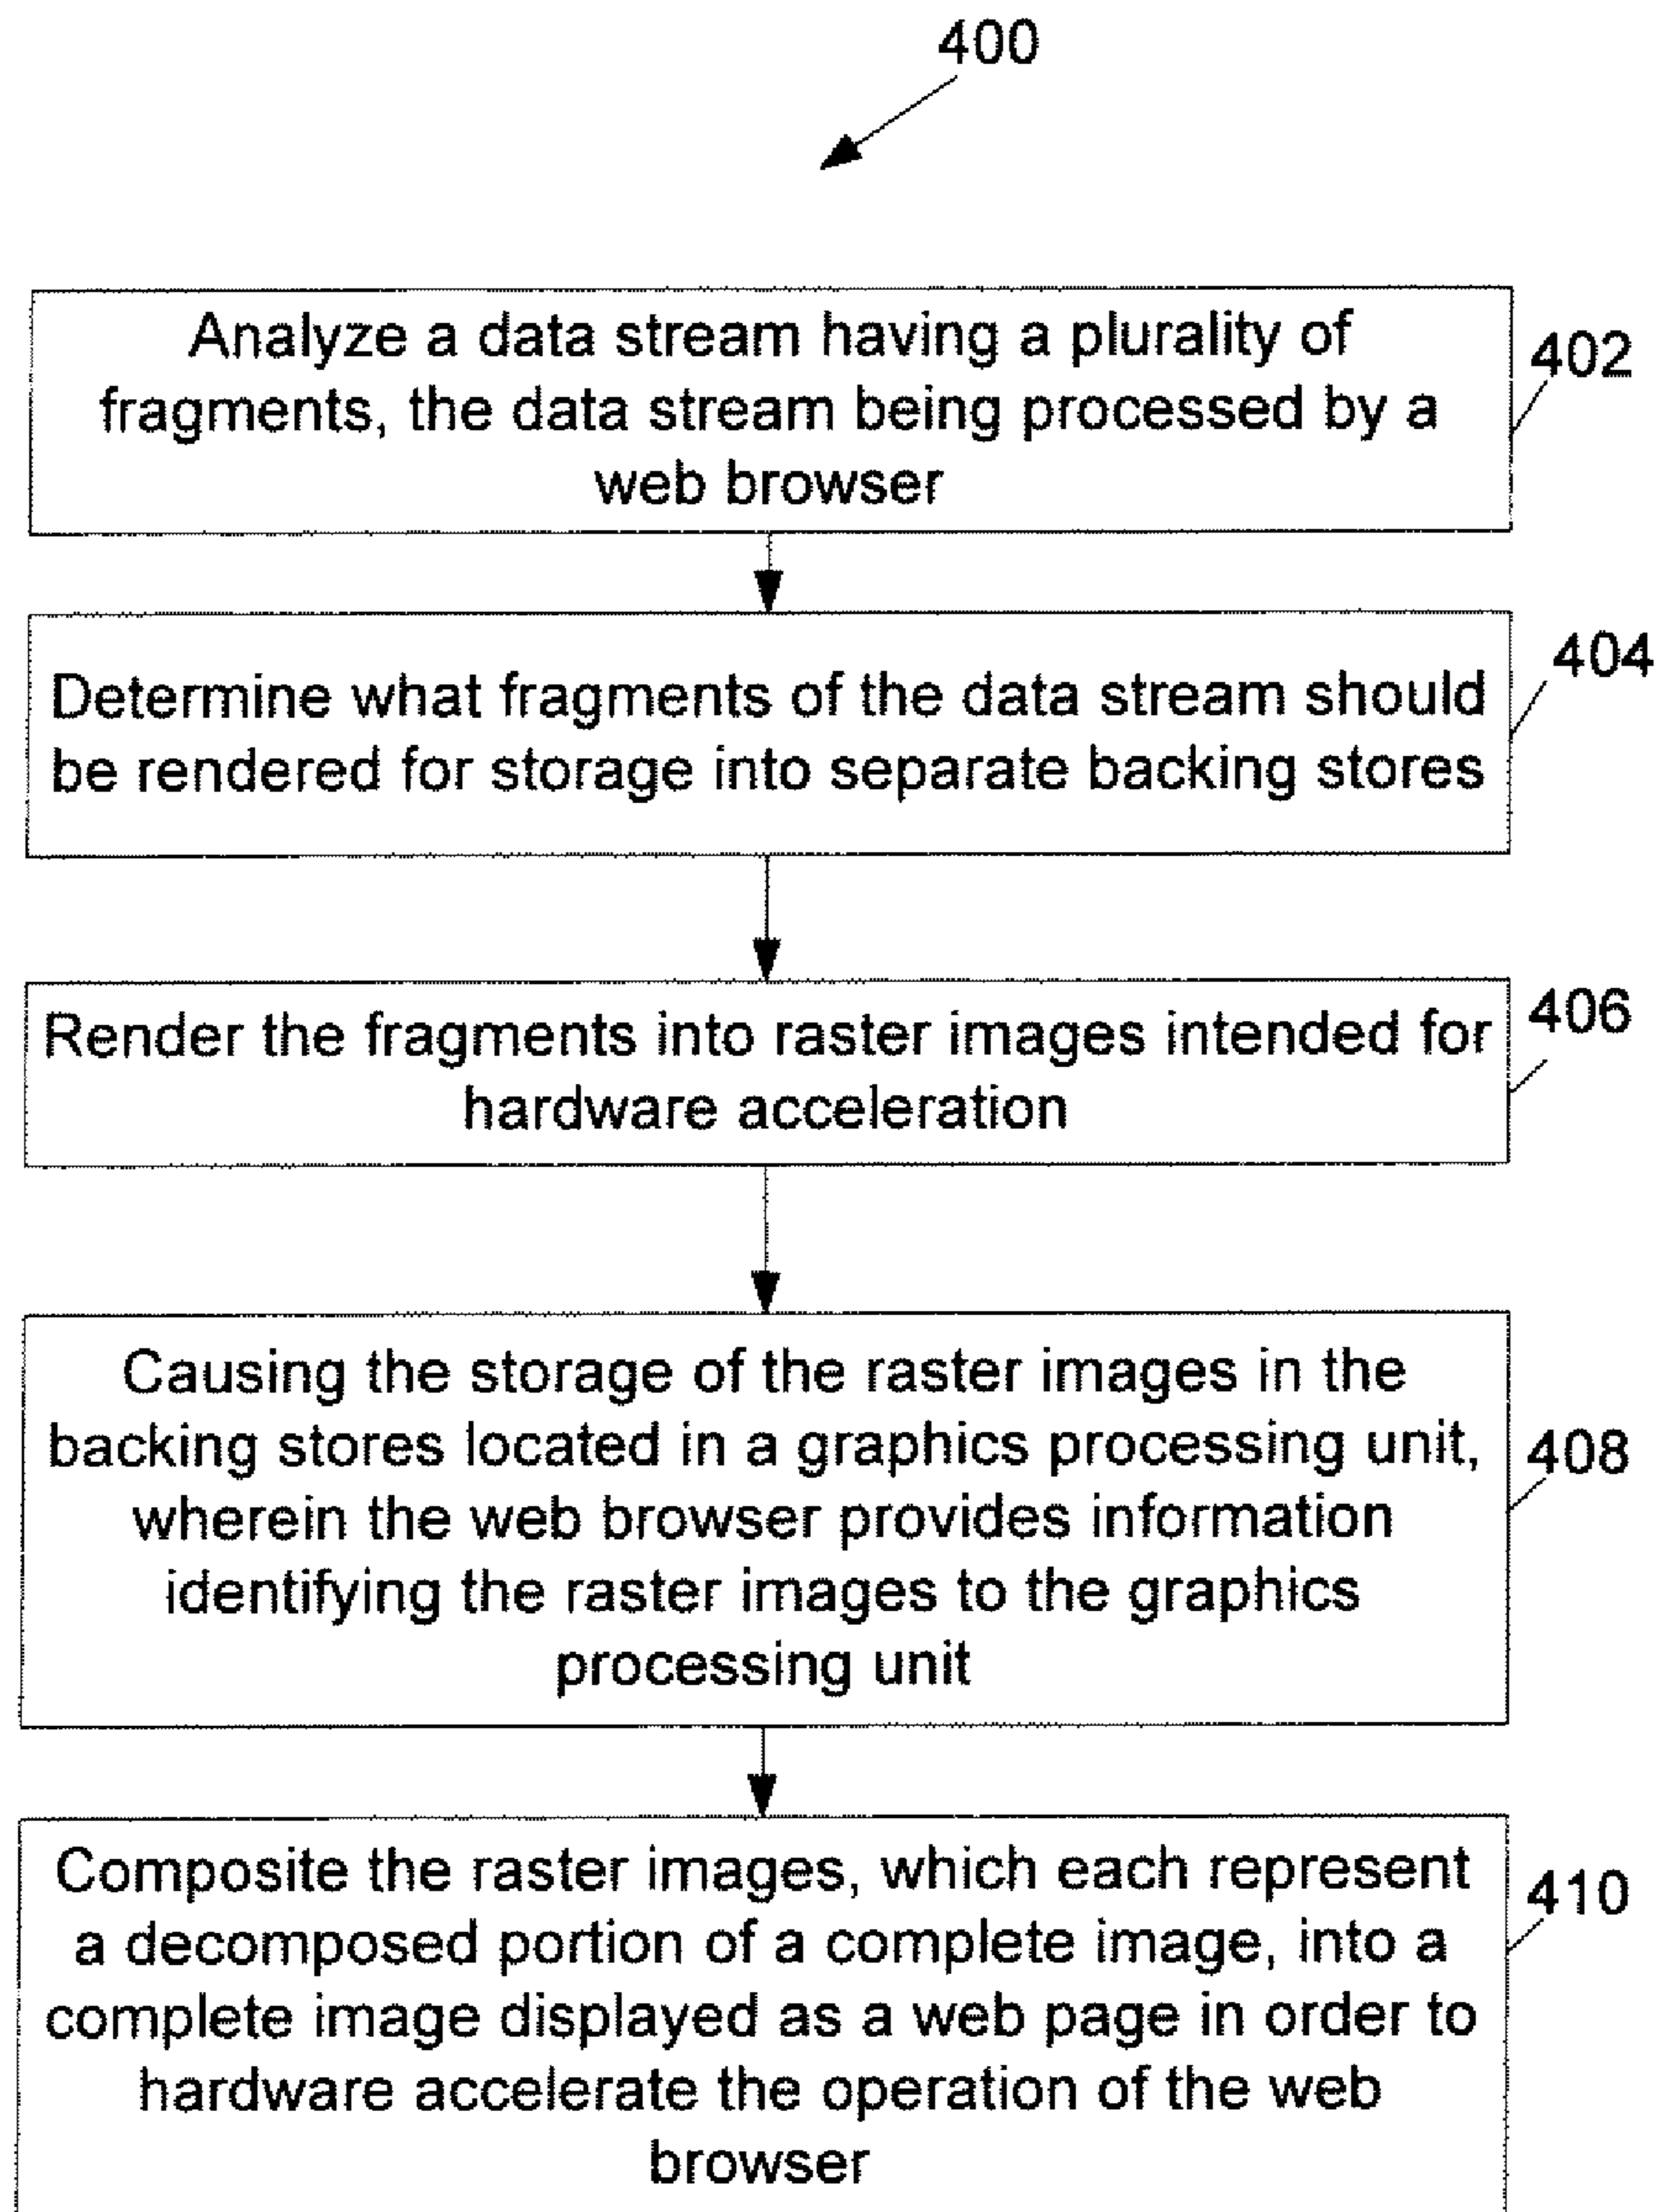 400
Analyze a data stream having a plurality of
fragments, the data stream being processed by a
web browser
402
Determine what fragments of the data stream should
be rendered for storage into separate backing stores
404
Render the fragments into raster images intended for
hardware acceleration
406
Causing the storage of the raster images in the
backing stores located in a graphics processing unit,
wherein the web browser provides information
identifying the raster images to the graphics
processing unit
408
Composite the raster images, which each represent
a decomposed portion of a complete image, into a
complete image displayed as a web page in order to
hardware accelerate the operation of the web
browser
410